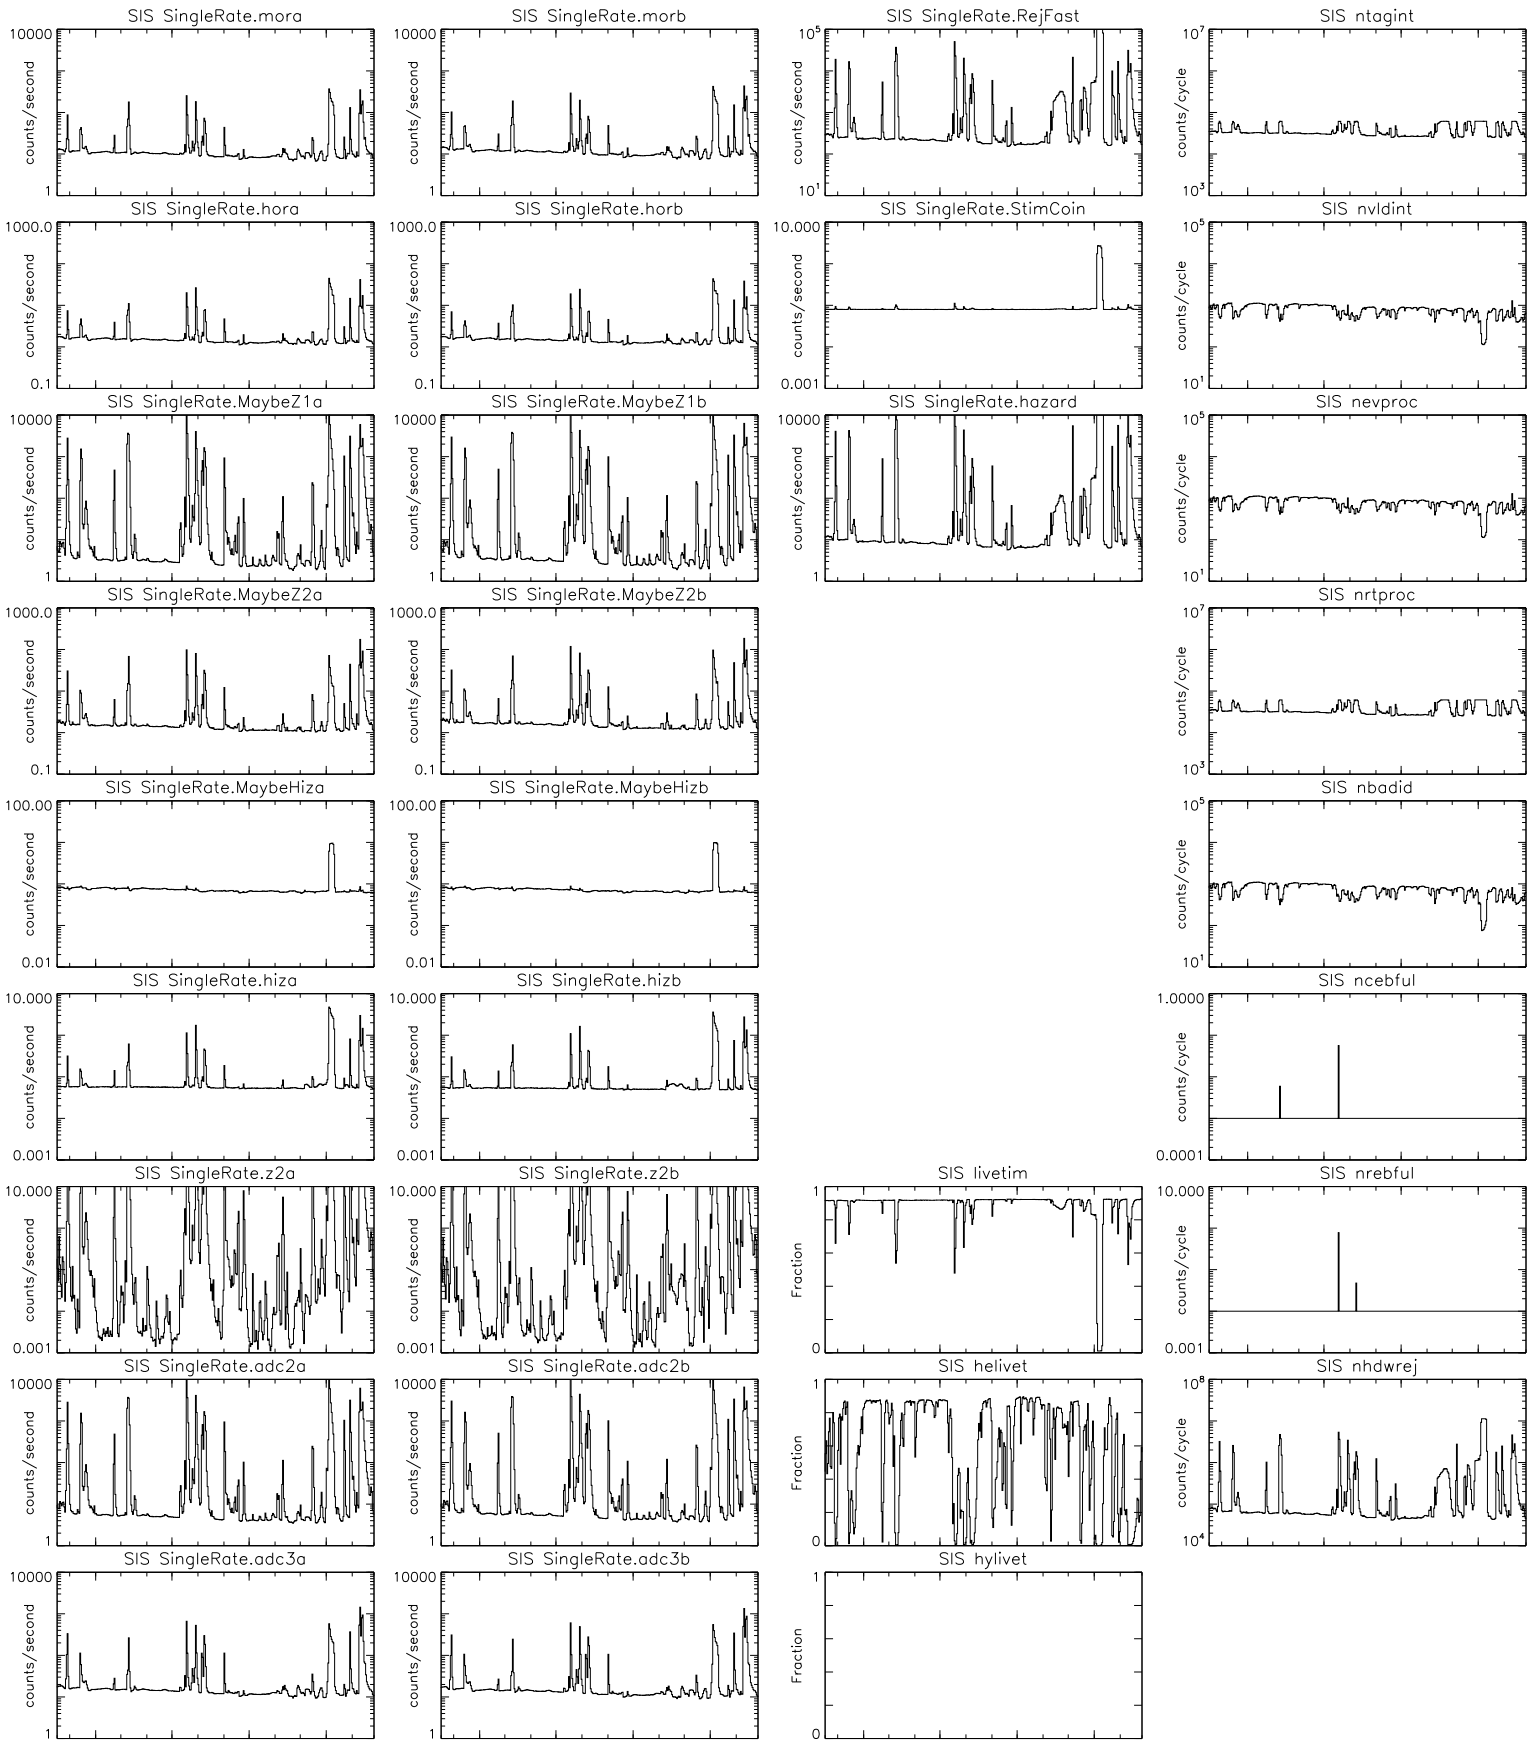 SIS SingleRate.mora
10000
counts/second
1
SIS SingleRate.morb
10000
counts/second
1
SIS SingleRate.RejFast
10^5
counts/second
10^1
SIS ntagint
10^7
counts/cycle
10^3
SIS SingleRate.hora
1000.0
counts/second
0.1
SIS SingleRate.horb
1000.0
counts/second
0.1
SIS SingleRate.StimCoin
10.000
counts/second
0.001
SIS nvldint
10^5
counts/cycle
10^1
SIS SingleRate.MaybeZ1a
10000
counts/second
1
SIS SingleRate.MaybeZ1b
10000
counts/second
1
SIS SingleRate.hazard
10000
counts/second
1
SIS nevproc
10^5
counts/cycle
10^1
SIS SingleRate.MaybeZ2a
1000.0
counts/second
0.1
SIS SingleRate.MaybeZ2b
1000.0
counts/second
0.1
SIS nrtproc
10^7
counts/cycle
10^3
SIS SingleRate.MaybeHiza
100.00
counts/second
0.01
SIS SingleRate.MaybeHizb
100.00
counts/second
0.01
SIS nbadid
10^5
counts/cycle
10^1
SIS SingleRate.hiza
10.000
counts/second
0.001
SIS SingleRate.hizb
10.000
counts/second
0.001
SIS ncebful
1.0000
counts/cycle
0.0001
SIS SingleRate.z2a
10.000
counts/second
0.001
SIS SingleRate.z2b
10.000
counts/second
0.001
SIS livetim
1
Fraction
0
SIS nrebful
10.000
counts/cycle
0.001
SIS SingleRate.adc2a
10000
counts/second
1
SIS SingleRate.adc2b
10000
counts/second
1
SIS helivet
1
Fraction
0
SIS nhdwrej
10^8
counts/cycle
10^4
SIS SingleRate.adc3a
10000
counts/second
1
SIS SingleRate.adc3b
10000
counts/second
1
SIS hylivet
1
Fraction
0